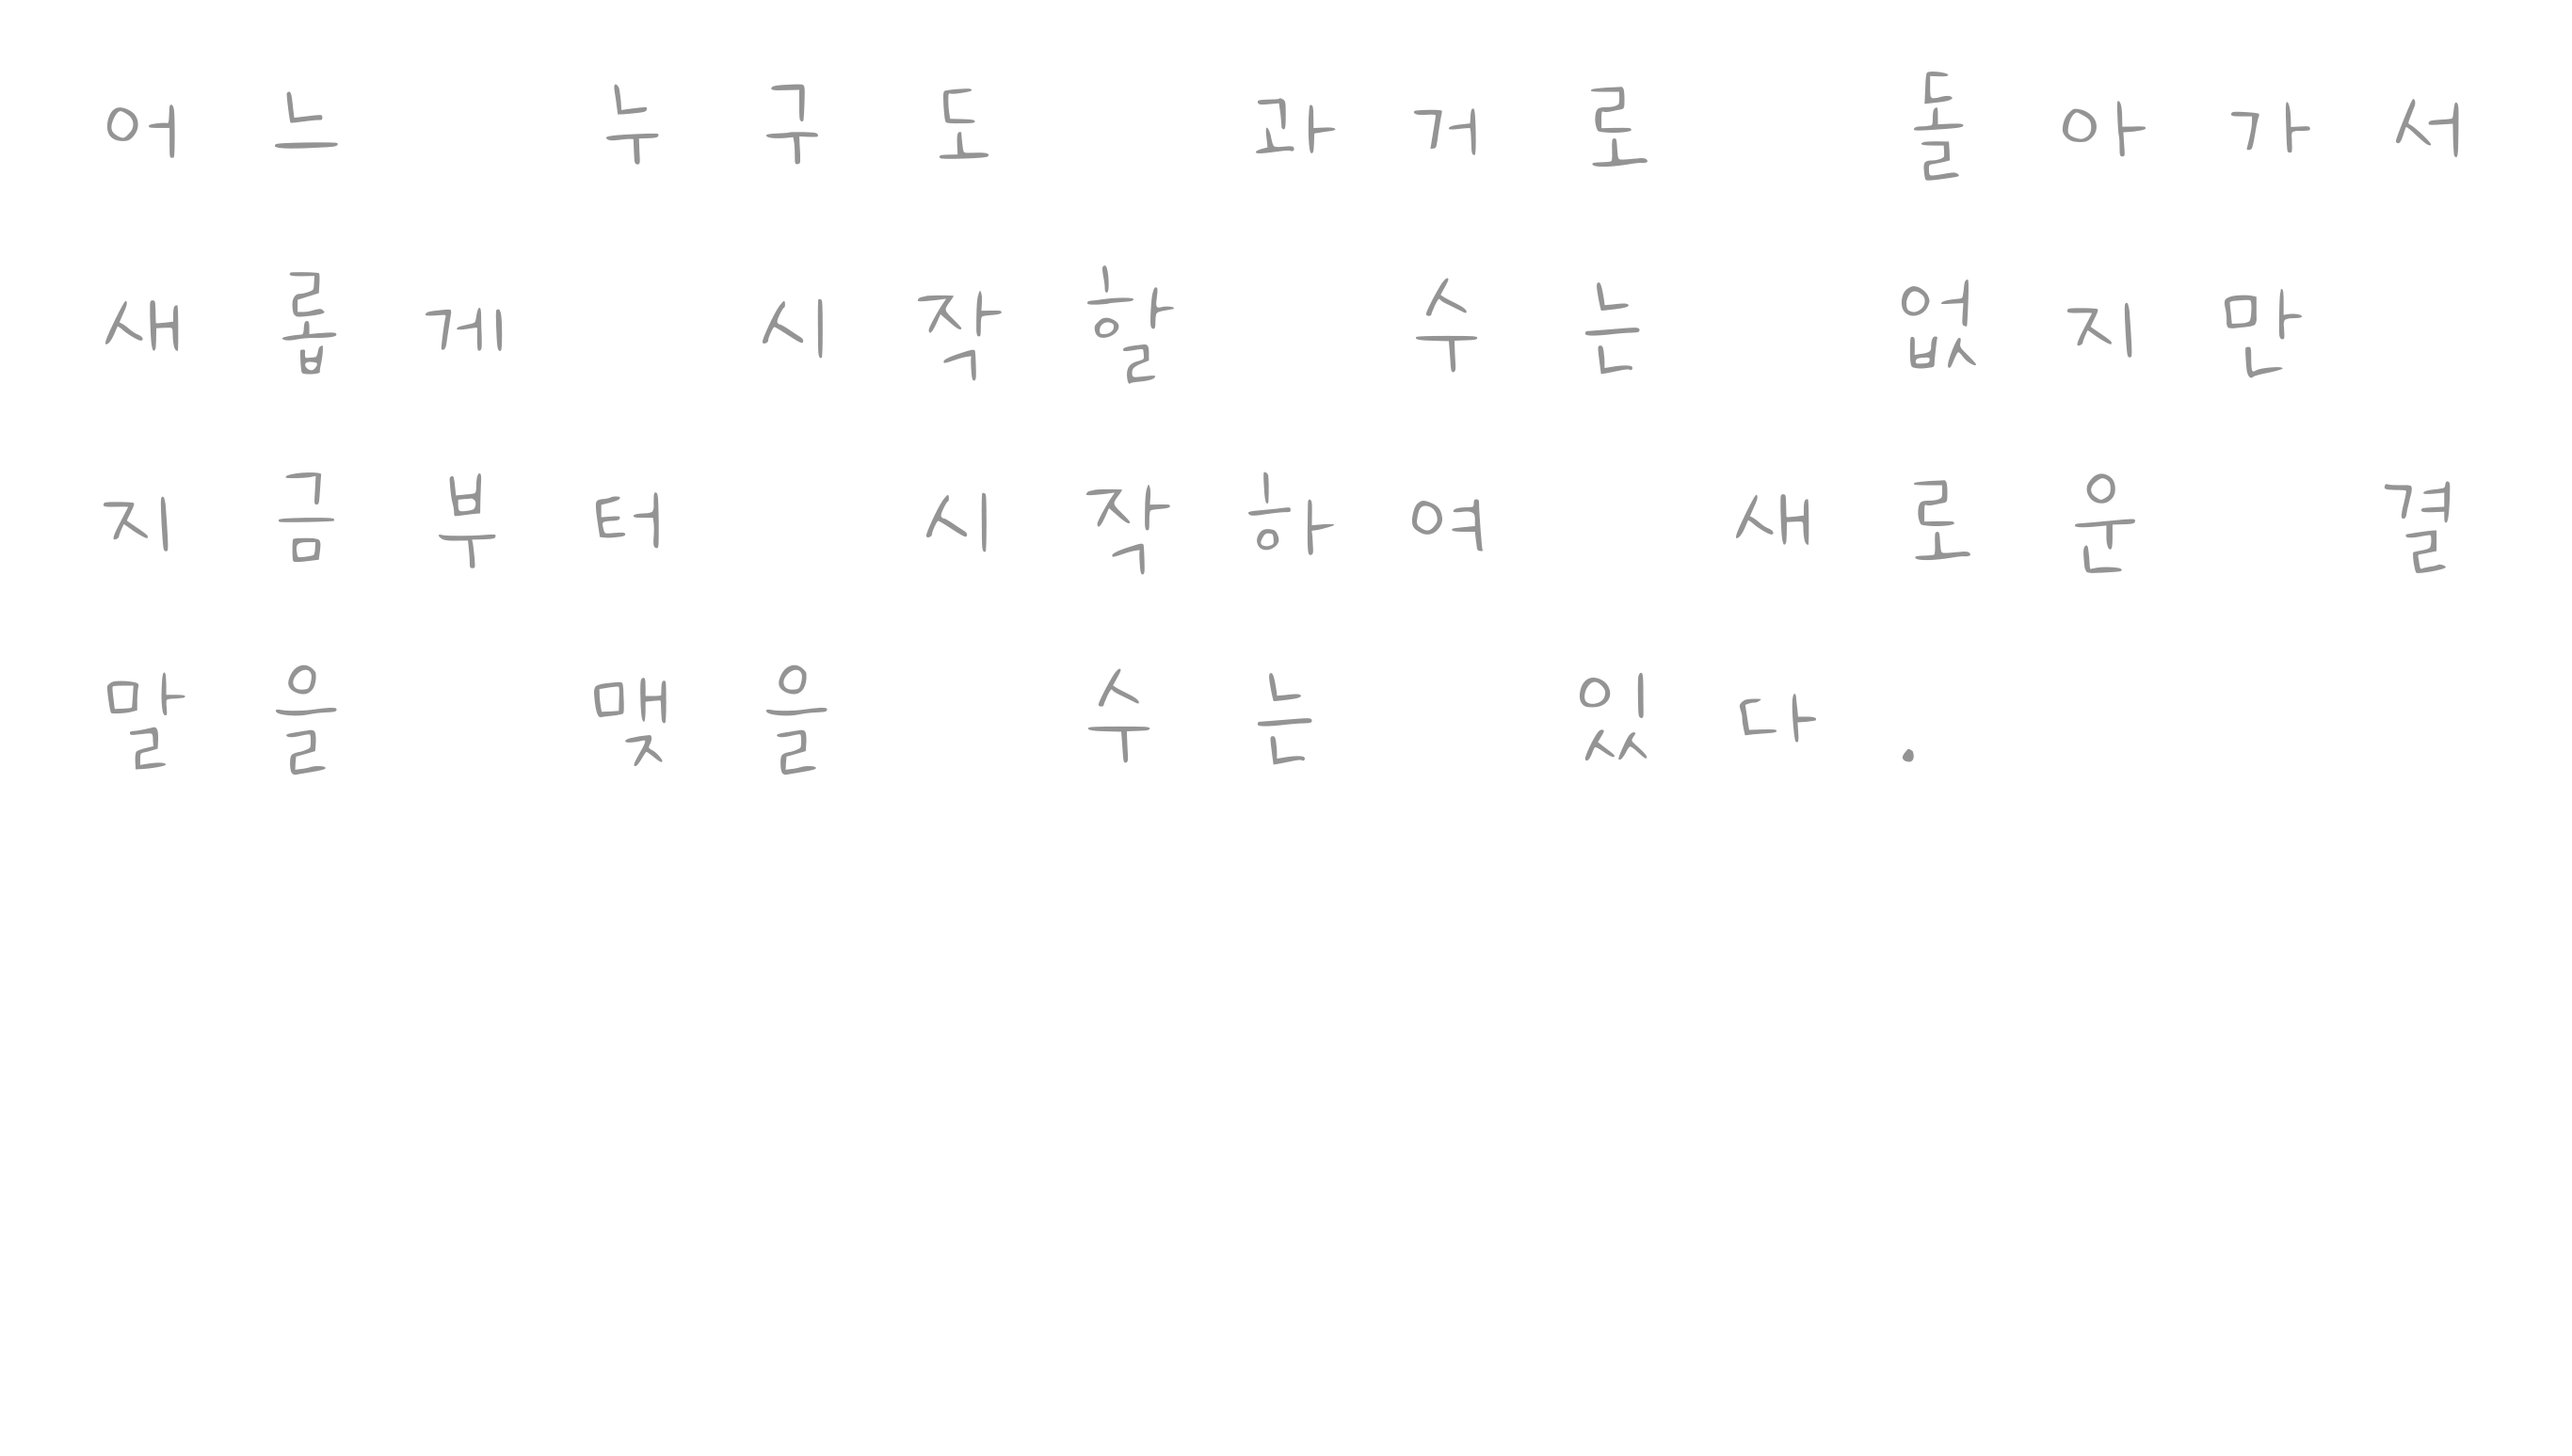 어느 누구도 과거로 돌아가서
새롭게 시작할 수는 없지만
지금부터 시작하여 새로운 결
말을 맺을 수는 있다.